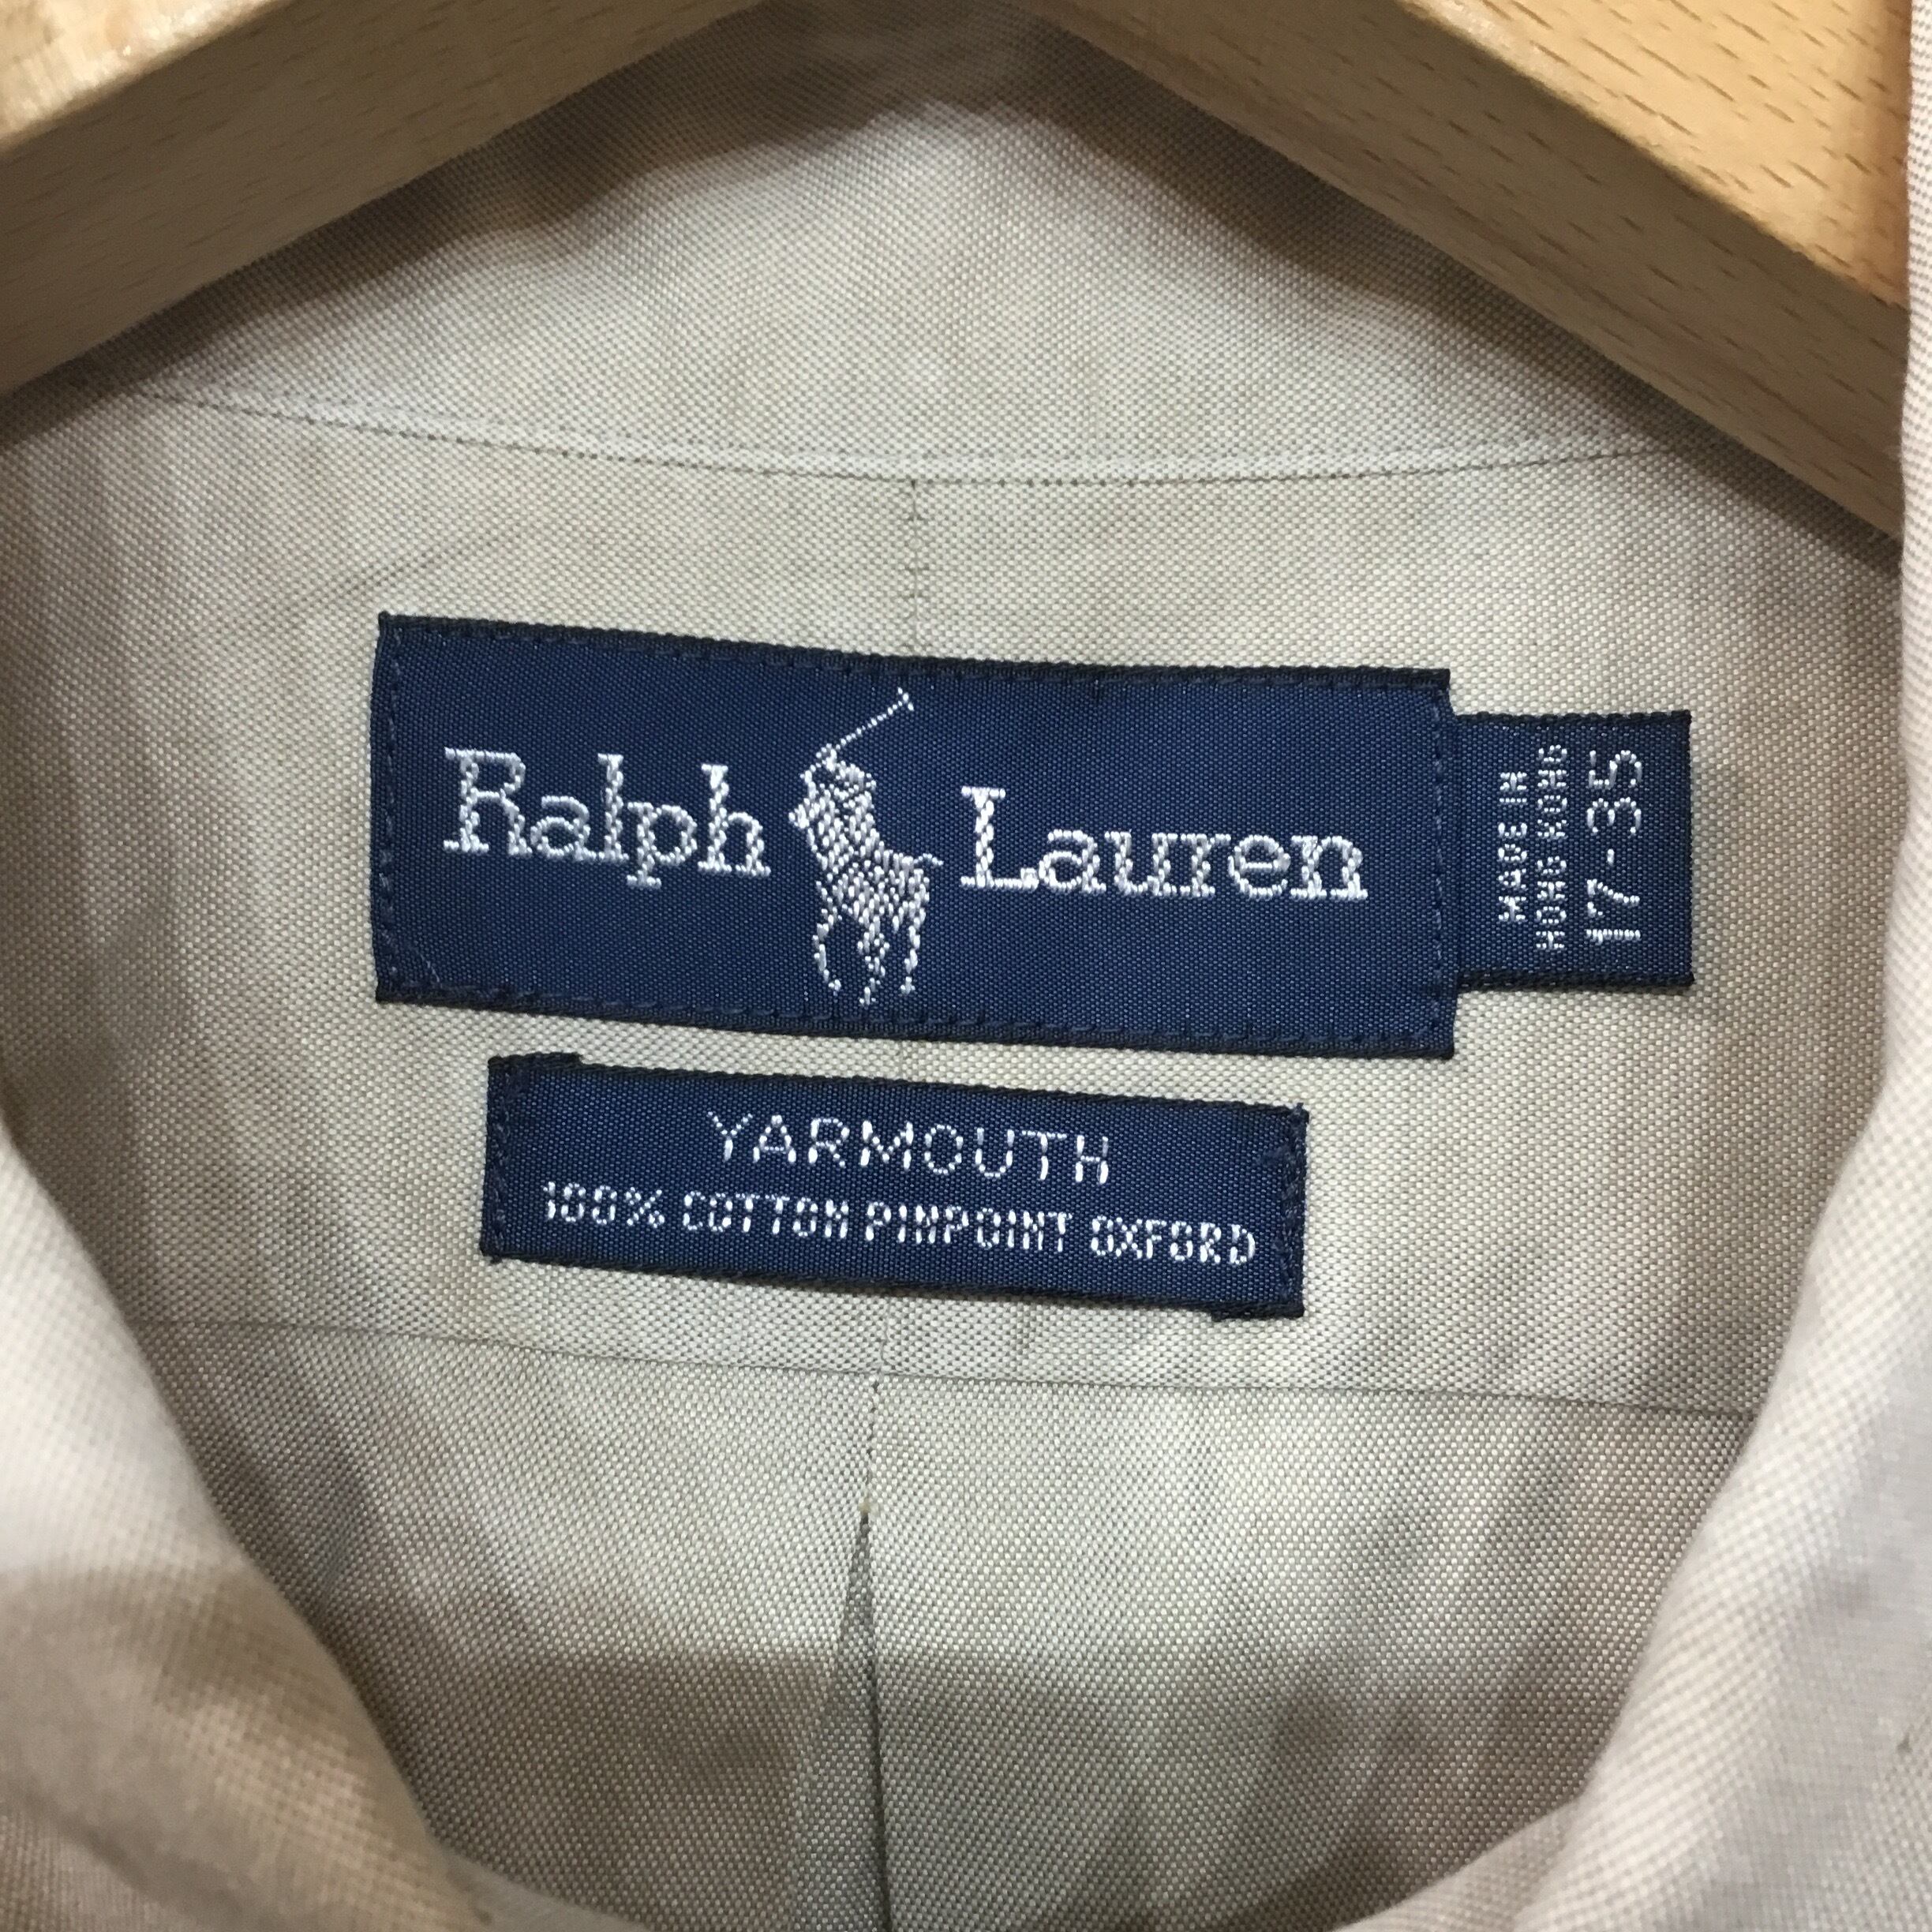 Ralph Lauren
MADE IN
HONG KONG
17-35
YARMOUTH
100% COTTON PINPOINT OXFORD